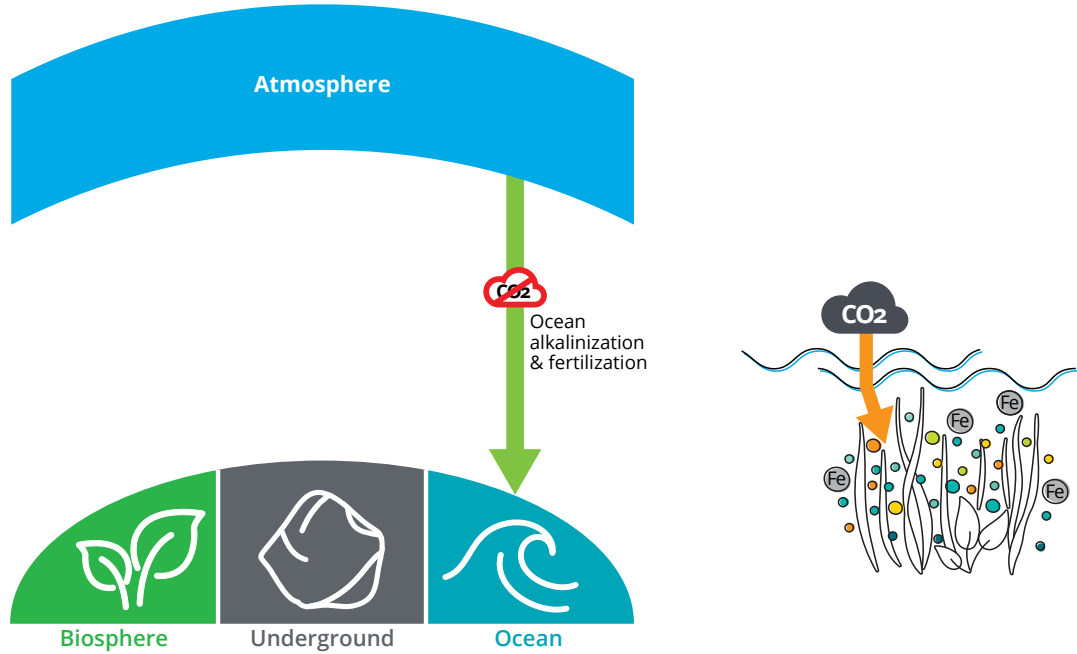 Atmosphere
CO2
Ocean
alkalinization
& fertilization
Biosphere
Underground
Ocean
CO2
Fe
Fe
Fe
Fe